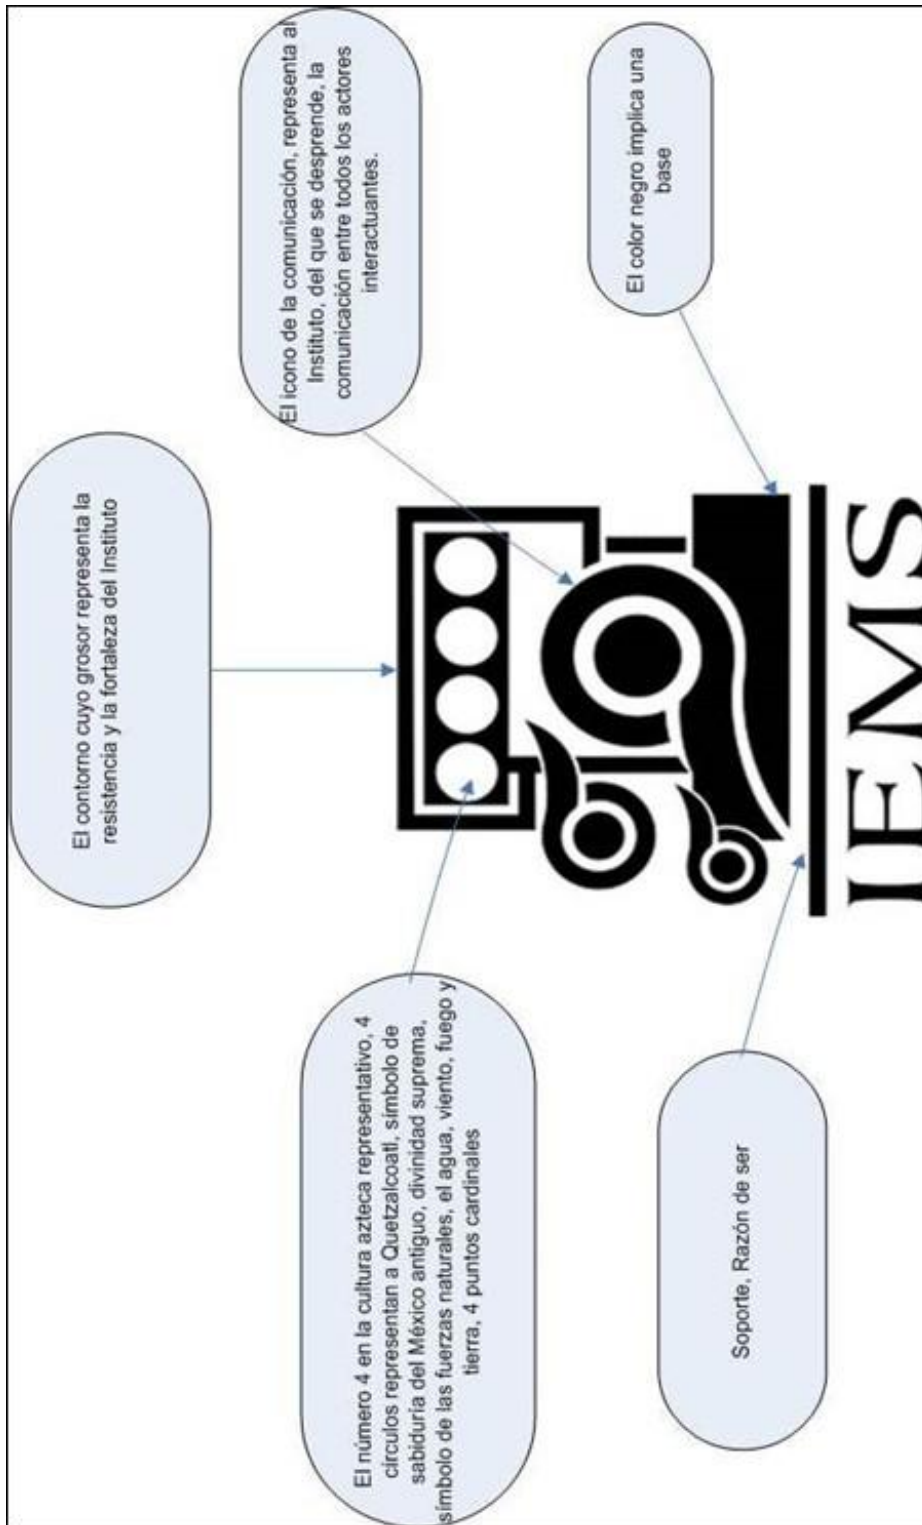 El contorno cuyo grosor representa la
resistencia y la fortaleza del Instituto
El icono de la comunicación, representa al
Instituto, del que se desprende, la
comunicación entre todos los actores
interactuantes.
El número 4 en la cultura azteca representativo, 4
círculos representan a Quetzalcoatl, símbolo de
sabiduría del México antiguo, divinidad suprema,
símbolo de las fuerzas naturales, el agua, viento, fuego y
tierra, 4 puntos cardinales
El color negro implica una
base
Soporte, Razón de ser
IEMS